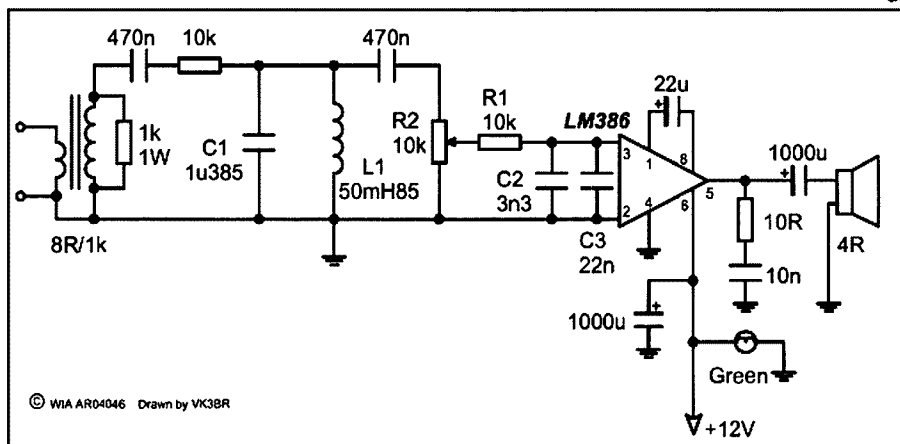 470n
10k
470n
22u
R1
10k
LM386
1000u
R2
10k
1k
1W
C1
1u385
3
1
8
L1
50mH85
C2
3n3
5
2
4
6
10R
4R
8R/1k
C3
22n
10n
1000u
Green
© WIA AR04046 Drawn by VK3BR
+12V
+
+
+